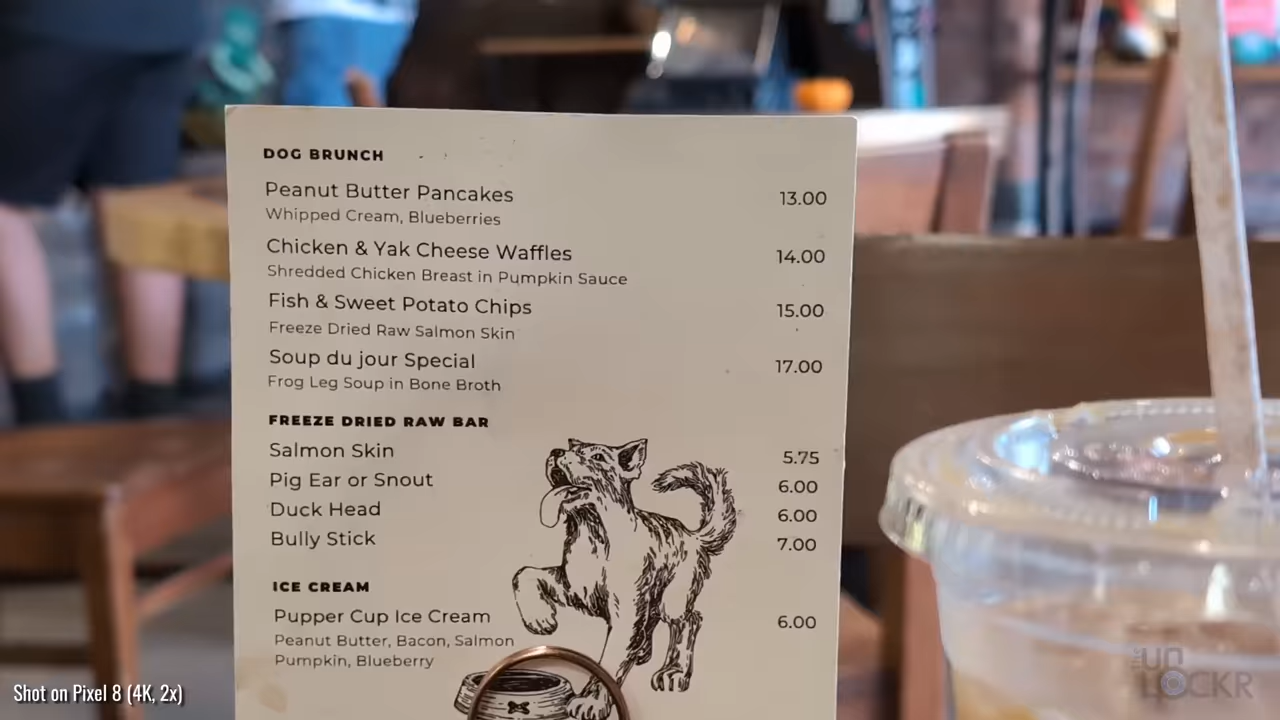 DOG BRUNCH
Peanut Butter Pancakes 13.00
Whipped Cream, Blueberries
Chicken & Yak Cheese Waffles 14.00
Shredded Chicken Breast in Pumpkin Sauce
Fish & Sweet Potato Chips 15.00
Freeze Dried Raw Salmon Skin
Soup du jour Special 17.00
Frog Leg Soup in Bone Broth
FREEZE DRIED RAW BAR
Salmon Skin 5.75
Pig Ear or Snout 6.00
Duck Head 6.00
Bully Stick 7.00
ICE CREAM
Pupper Cup Ice Cream 6.00
Peanut Butter, Bacon, Salmon
Pumpkin, Blueberry
Shot on Pixel 8 (4K, 2x)
the UN
LOCKR